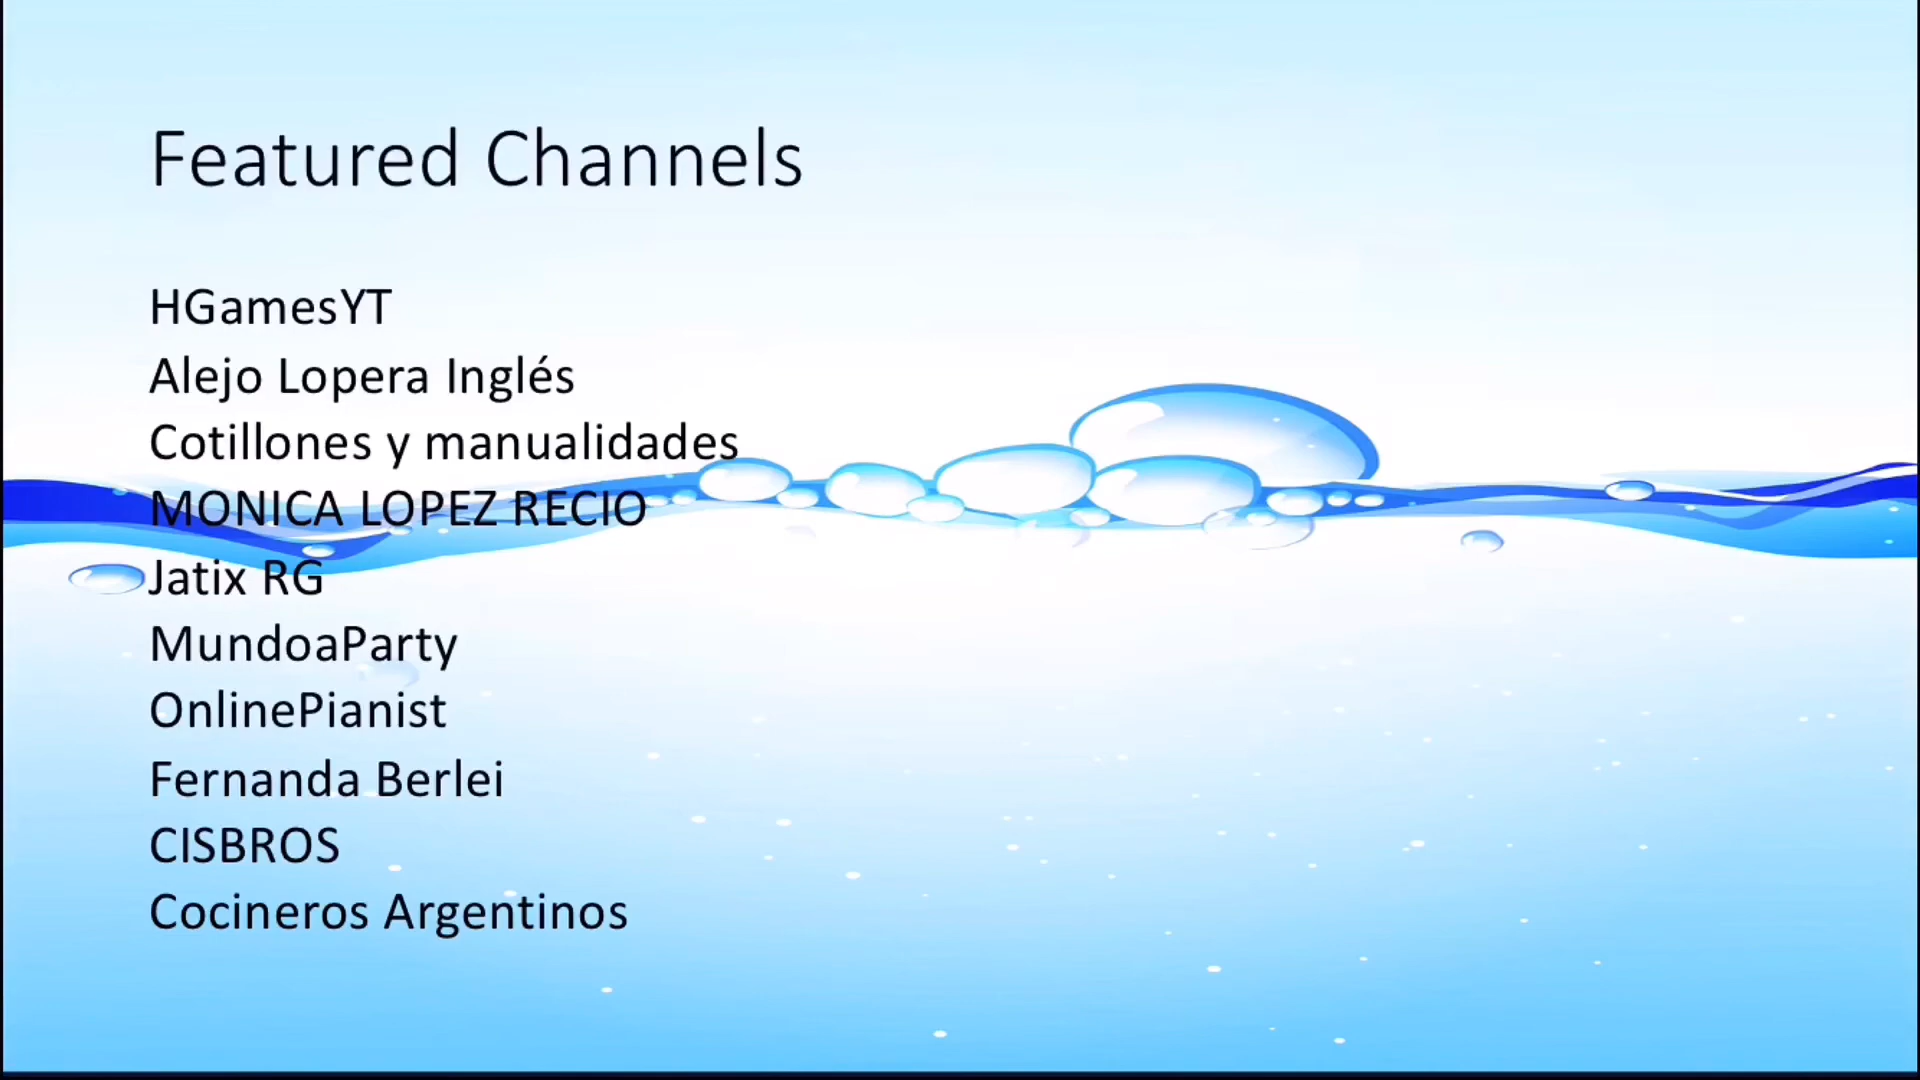 Featured Channels
HGamesYT
Alejo Lopera Inglés
Cotillones y manualidades
MONICA LOPEZ RECIO
Jatix RG
MundoaParty
OnlinePianist
Fernanda Berlei
CISBROS
Cocineros Argentinos